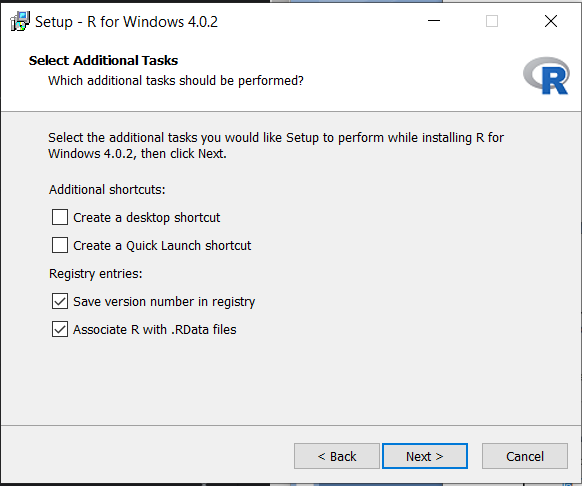 Setup - R for Windows 4.0.2
Select Additional Tasks
Which additional tasks should be performed?
R
Select the additional tasks you would like Setup to perform while installing R for
Windows 4.0.2, then click Next.
Additional shortcuts:
Create a desktop shortcut
Create a Quick Launch shortcut
Registry entries:
Save version number in registry
Associate R with .RData files
< Back
Next >
Cancel